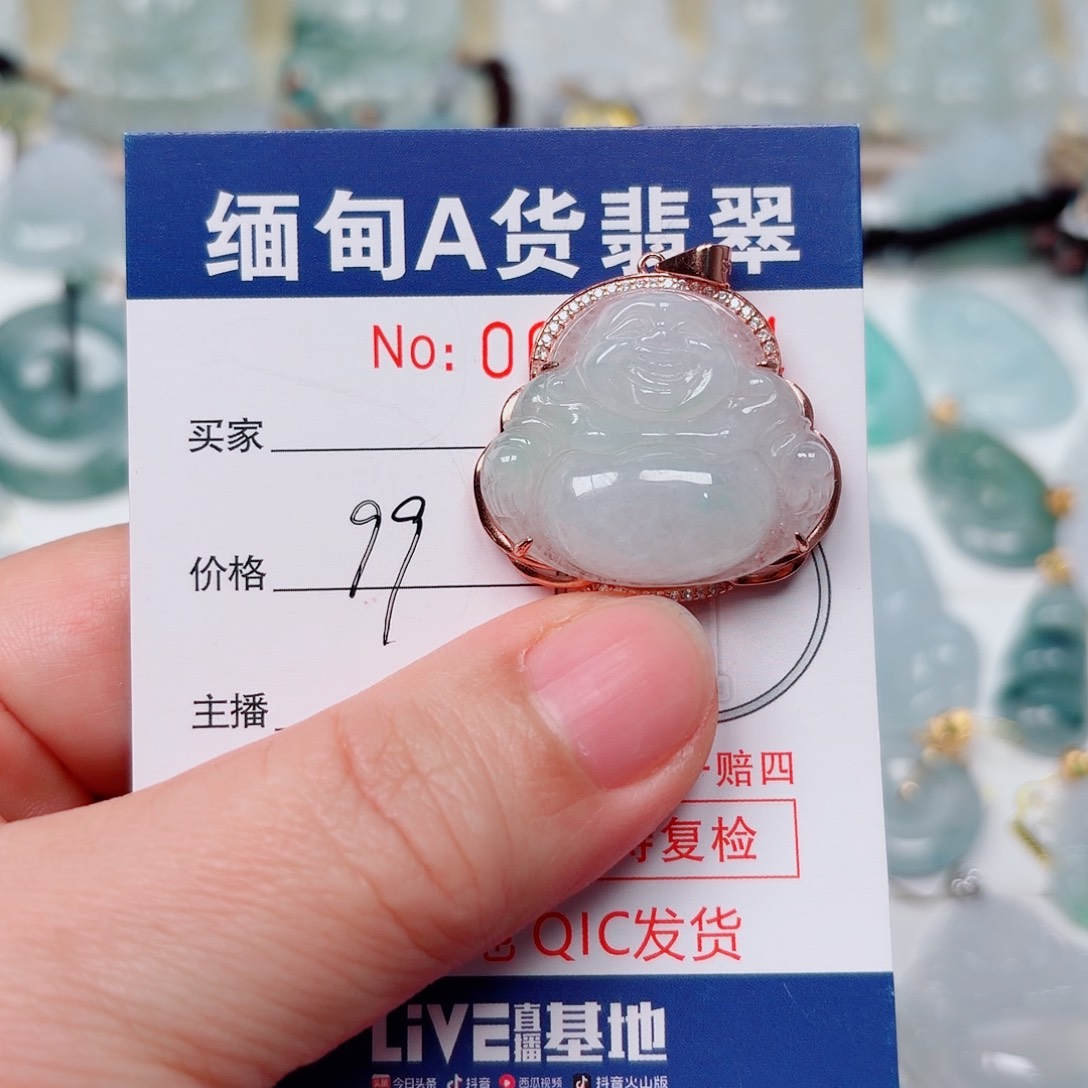 缅甸A货翡翠
No: 0
买家
价格 99
主播
赔四
复检
QIC发货
LiVE直播基地
今日头条 抖音 西瓜视频 抖音火山版